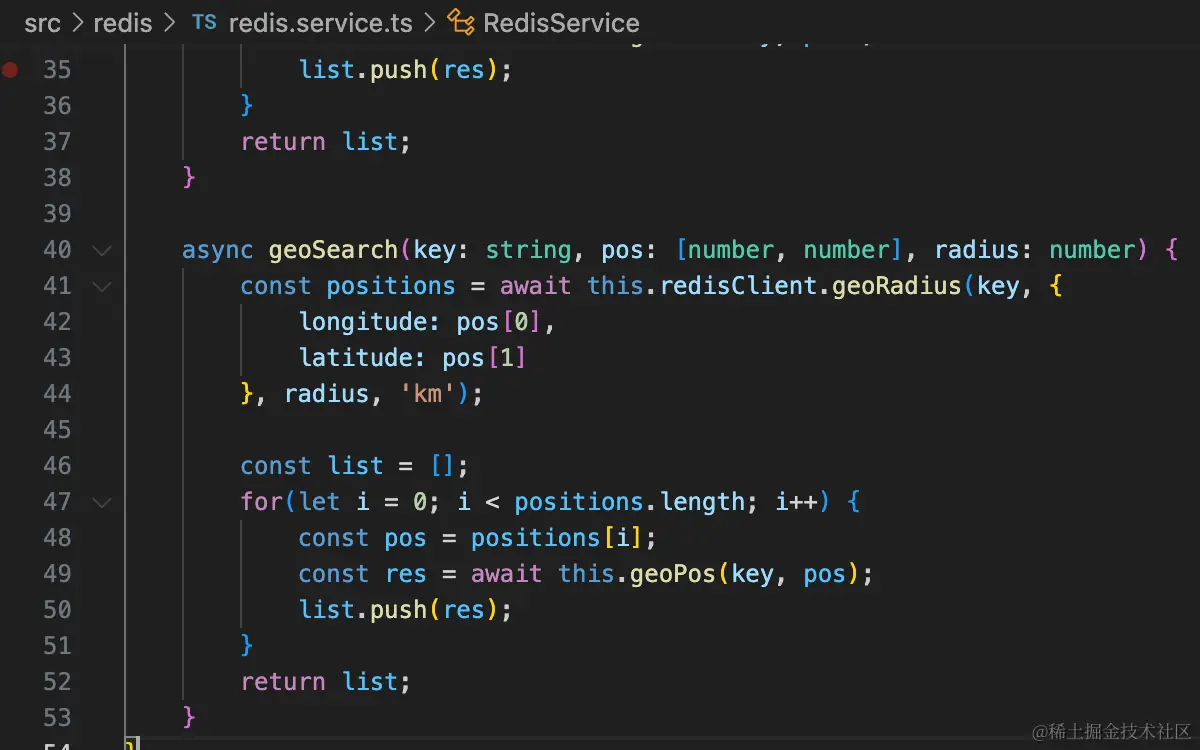 src > redis > TS redis.service.ts > RedisService
35 list.push(res);
36 }
37 return list;
38 }
39
40 async geoSearch(key: string, pos: [number, number], radius: number) {
41 const positions = await this.redisClient.geoRadius(key, {
42 longitude: pos[0],
43 latitude: pos[1]
44 }, radius, 'km');
45
46 const list = [];
47 for(let i = 0; i < positions.length; i++) {
48 const pos = positions[i];
49 const res = await this.geoPos(key, pos);
50 list.push(res);
51 }
52 return list;
53 }
54 }
@稀土掘金技术社区